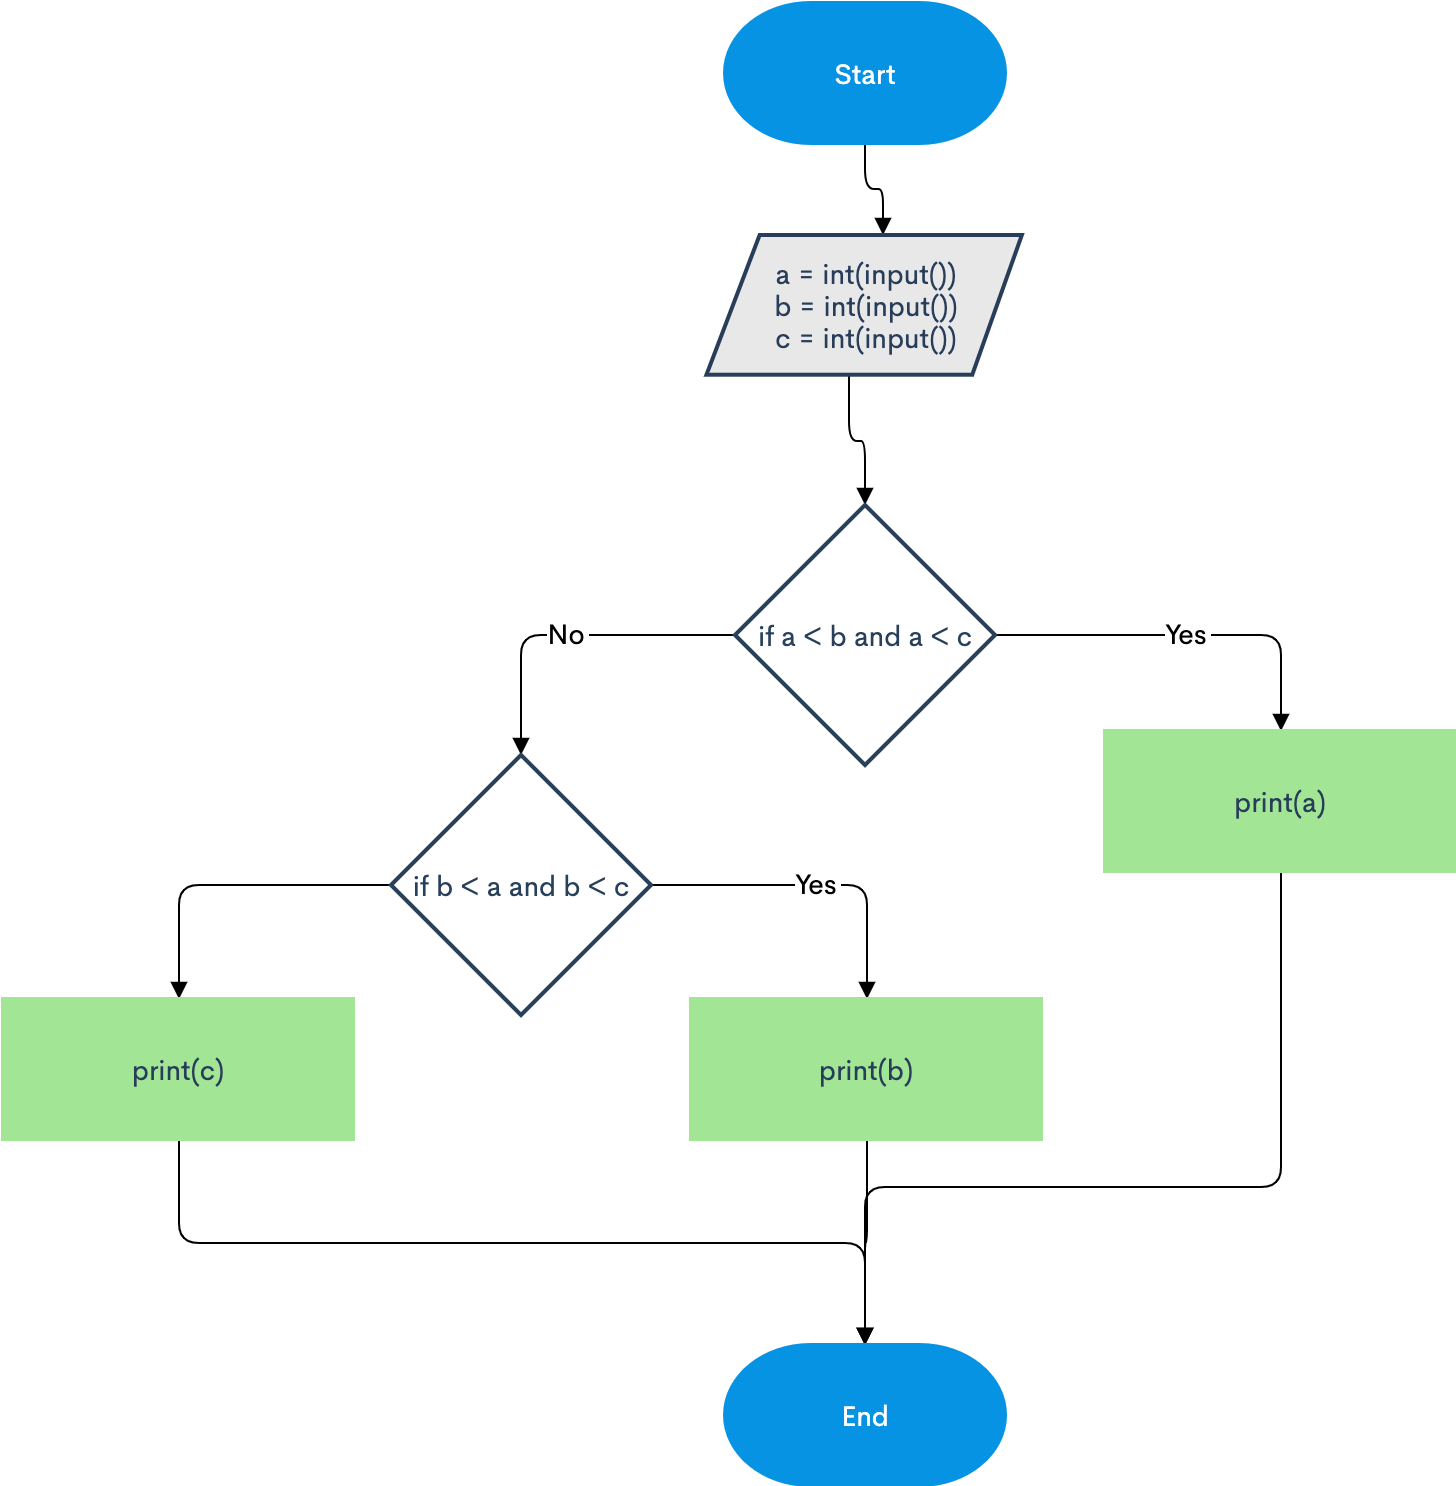 Start
a = int(input())
b = int(input())
c = int(input())
if a < b and a < c
No
Yes
print(a)
if b < a and b < c
Yes
print(c)
print(b)
End